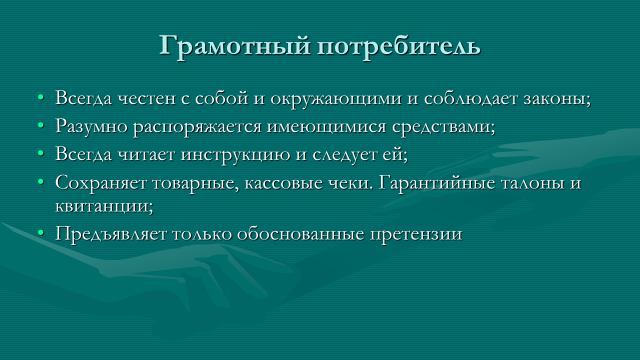 Грамотный потребитель
• Всегда честен с собой и окружающими и соблюдает законы;
• Разумно распоряжается имеющимися средствами;
• Всегда читает инструкцию и следует ей;
• Сохраняет товарные, кассовые чеки. Гарантийные талоны и
квитанции;
• Предъявляет только обоснованные претензии